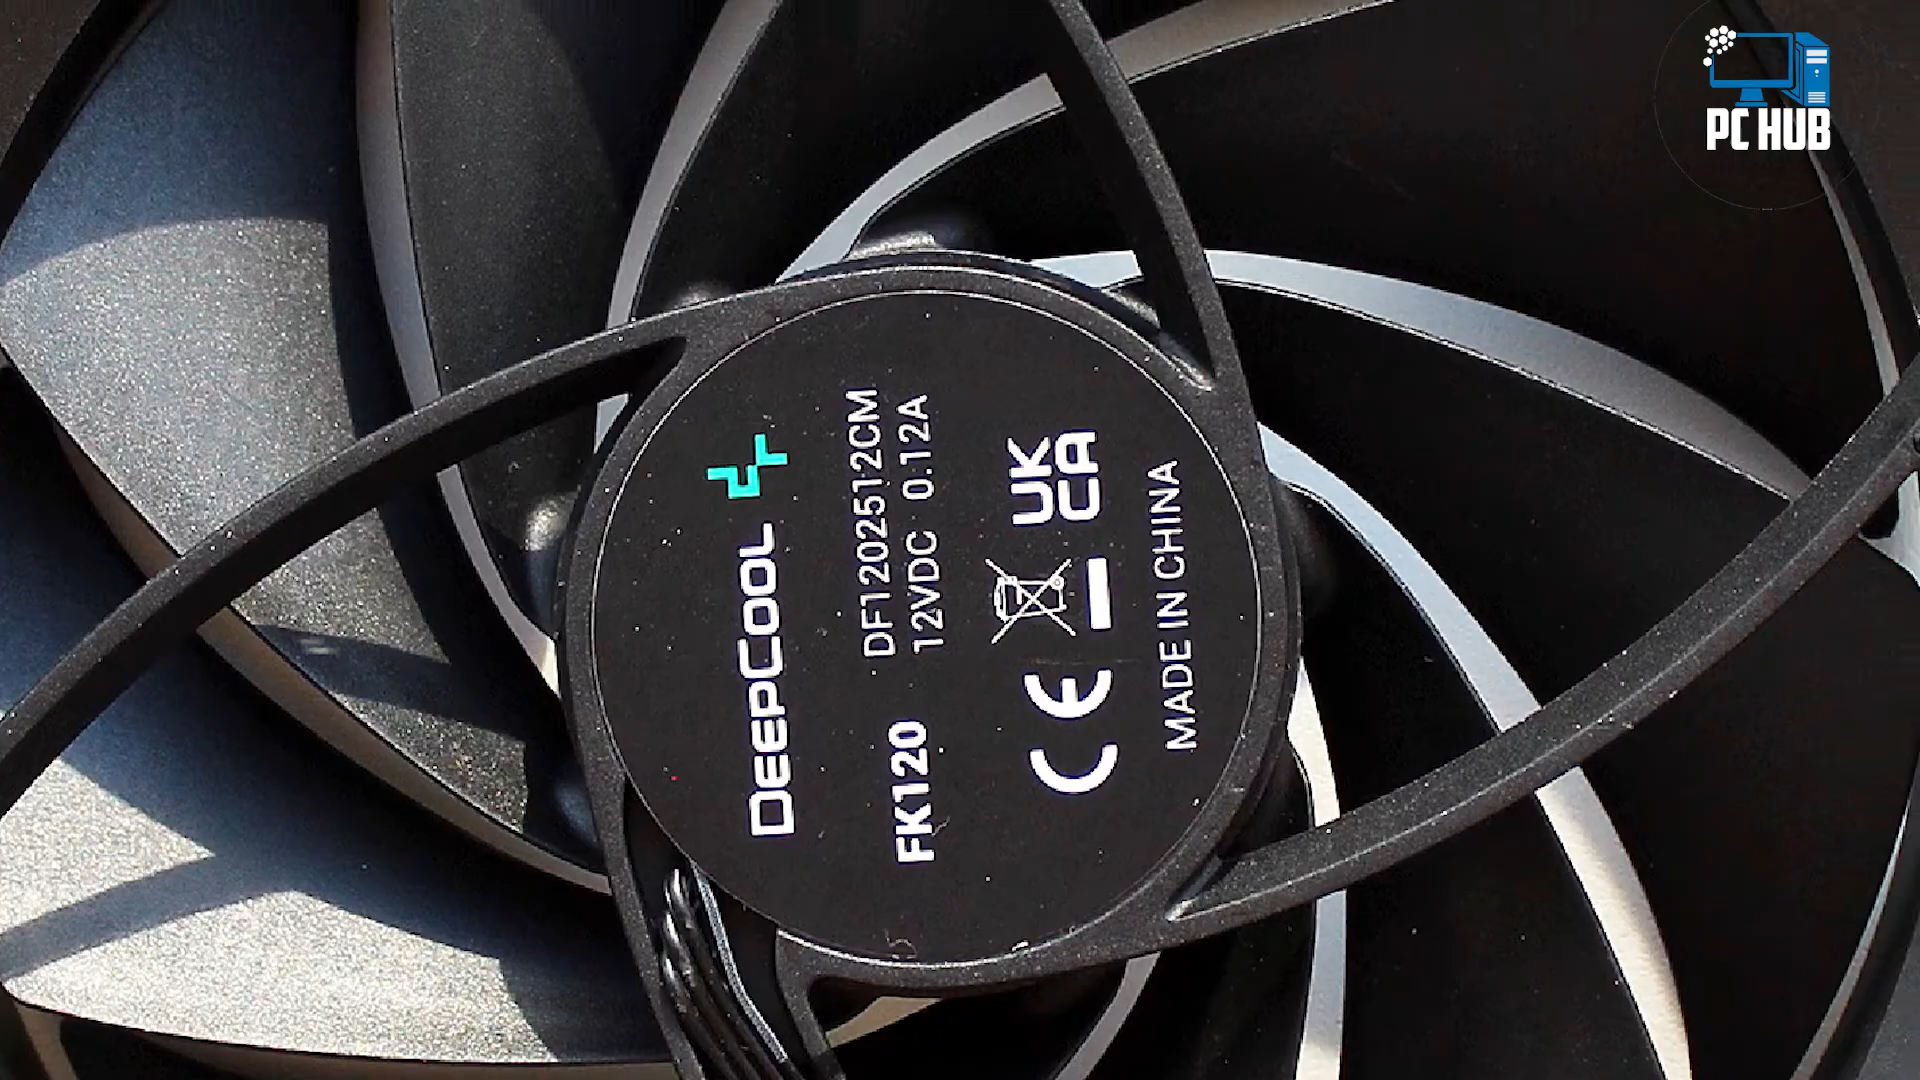 PC HUB
DEEPCOOL
FK120
DF1202512CM
12VDC 0.12A
CE
UK
CA
MADE IN CHINA